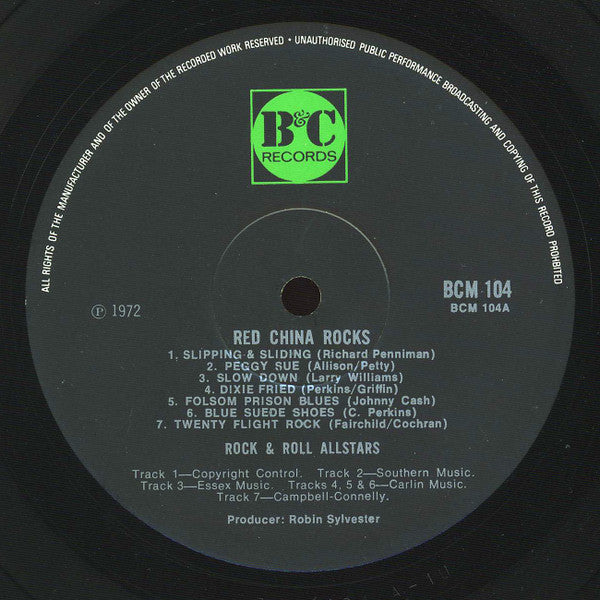 ALL RIGHTS OF THE MANUFACTURER AND OF THE OWNER OF THE RECORDED WORK RESERVED • UNAUTHORISED PUBLIC PERFORMANCE BROADCASTING AND COPYING OF THIS RECORD PROHIBITED
B&C
RECORDS
BCM 104
BCM 104A
Ⓟ 1972
RED CHINA ROCKS
1. SLIPPING & SLIDING (Richard Penniman)
2. PEGGY SUE (Allison/Petty)
3. SLOW DOWN (Larry Williams)
4. DIXIE FRIED (Perkins/Griffin)
5. FOLSOM PRISON BLUES (Johnny Cash)
6. BLUE SUEDE SHOES (C. Perkins)
7. TWENTY FLIGHT ROCK (Fairchild/Cochran)
ROCK & ROLL ALLSTARS
Track 1—Copyright Control. Track 2—Southern Music.
Track 3—Essex Music. Tracks 4, 5 & 6—Carlin Music.
Track 7—Campbell-Connelly.
Producer: Robin Sylvester